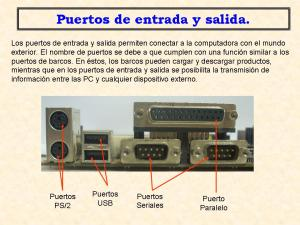 Puertos de entrada y salida.
Los puertos de entrada y salida permiten conectar a la computadora con el mundo
exterior. El nombre de puertos se debe a que cumplen con una función similar a los
puertos de barcos. En éstos, los barcos pueden cargar y descargar productos,
mientras que en los puertos de entrada y salida se posibilita la transmisión de
información entre las PC y cualquier dispositivo externo.
Puertos
PS/2
Puertos
USB
Puertos
Seriales
Puerto
Paralelo